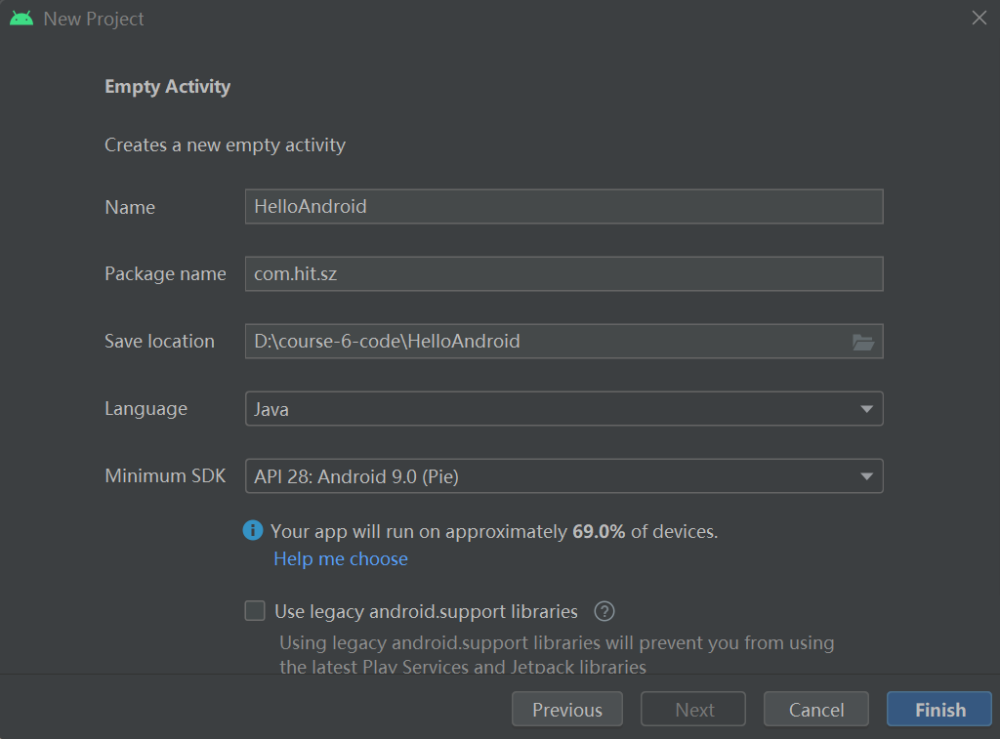 New Project
Empty Activity
Creates a new empty activity
Name HelloAndroid
Package name com.hit.sz
Save location D:\course-6-code\HelloAndroid
Language Java
Minimum SDK API 28: Android 9.0 (Pie)
Your app will run on approximately 69.0% of devices.
Help me choose
Use legacy android.support libraries ?
Using legacy android.support libraries will prevent you from using
the latest Play Services and Jetpack libraries
Previous Next Cancel Finish